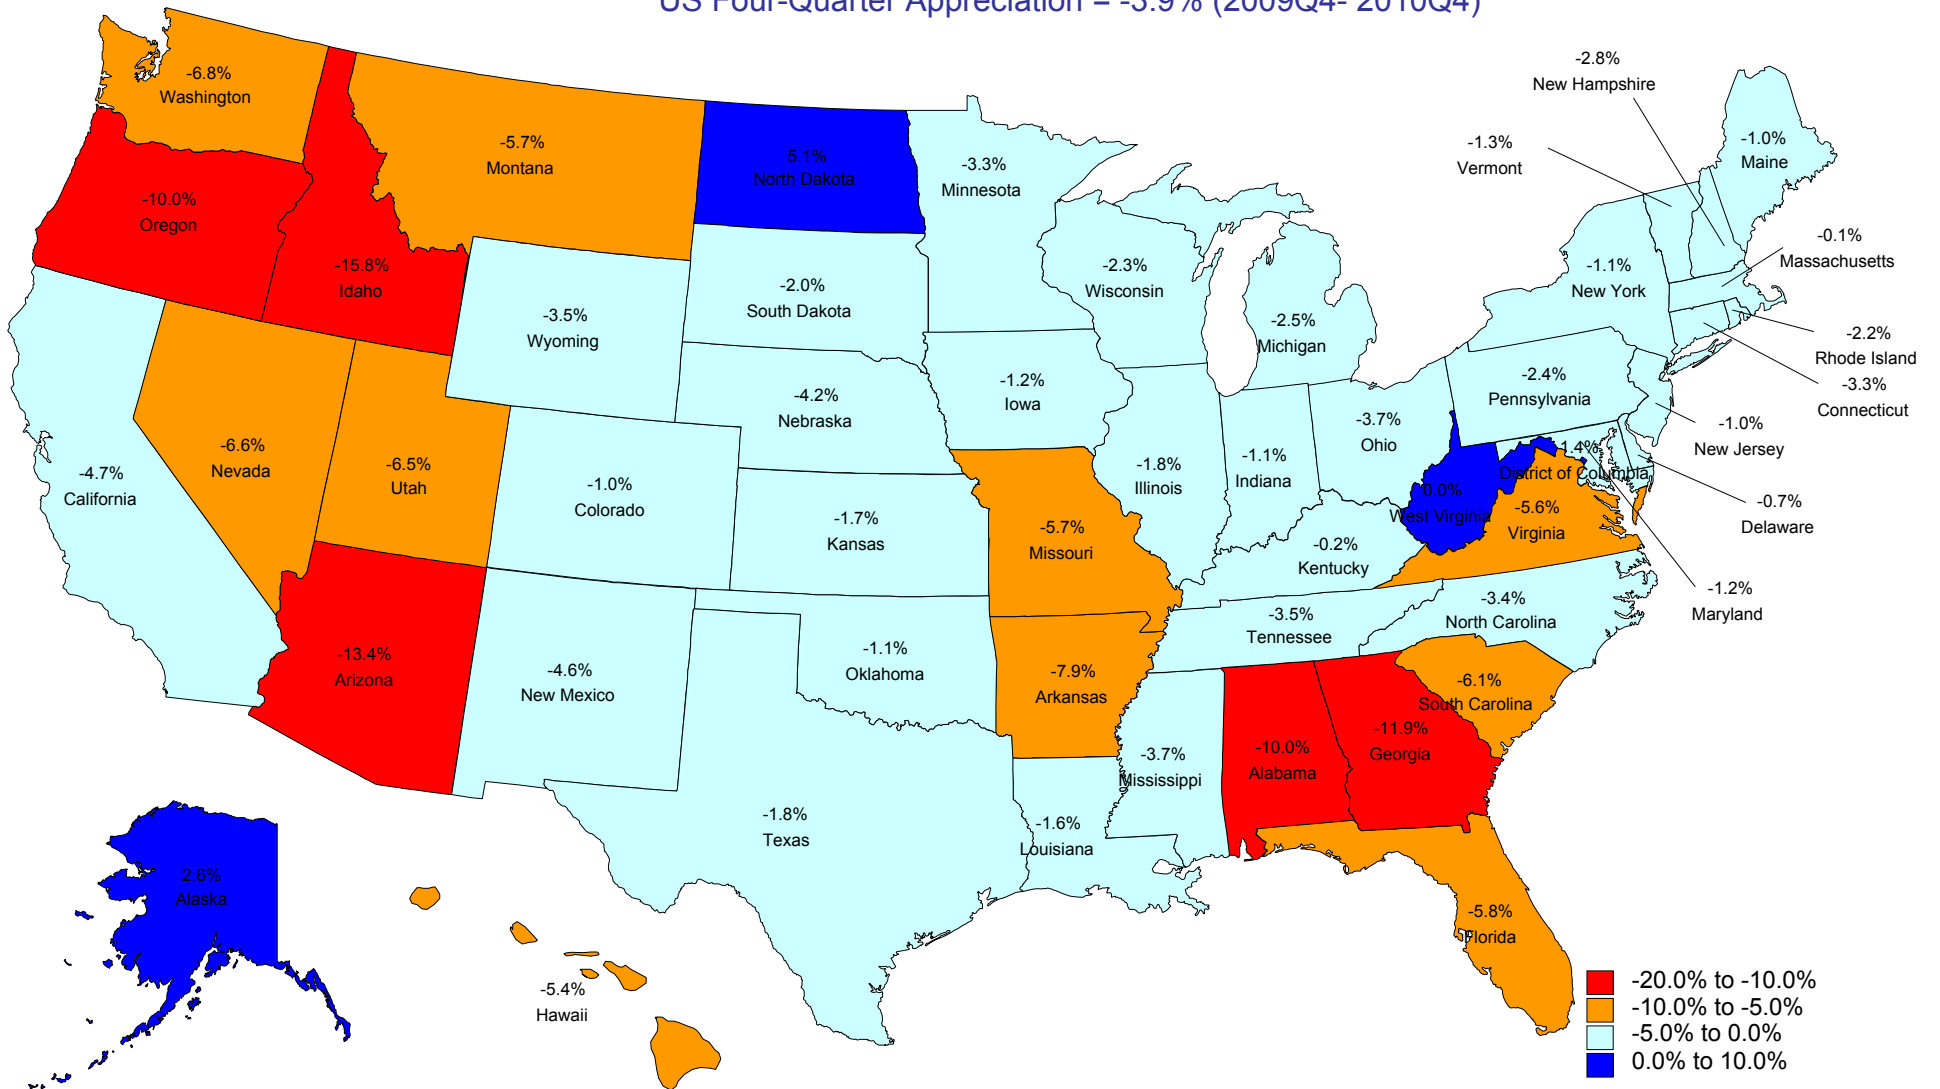 US Four-Quarter Appreciation = -3.9% (2009Q4- 2010Q4)
-6.8%
Washington
-10.0%
Oregon
-15.8%
Idaho
-5.7%
Montana
5.1%
North Dakota
-3.3%
Minnesota
-2.8%
New Hampshire
-1.3%
Vermont
-1.0%
Maine
-0.1%
Massachusetts
-1.1%
New York
-2.2%
Rhode Island
-3.3%
Connecticut
-3.5%
Wyoming
-2.0%
South Dakota
-2.3%
Wisconsin
-2.5%
Michigan
-4.7%
California
-6.6%
Nevada
-6.5%
Utah
-1.0%
Colorado
-4.2%
Nebraska
-1.2%
Iowa
-1.8%
Illinois
-1.1%
Indiana
-3.7%
Ohio
-2.4%
Pennsylvania
-1.0%
New Jersey
1.4%
District of Columbia
-0.7%
Delaware
-1.2%
Maryland
0.0%
West Virginia
-5.6%
Virginia
-1.7%
Kansas
-5.7%
Missouri
-0.2%
Kentucky
-3.4%
North Carolina
-3.5%
Tennessee
-13.4%
Arizona
-4.6%
New Mexico
-1.1%
Oklahoma
-7.9%
Arkansas
-6.1%
South Carolina
-3.7%
Mississippi
-10.0%
Alabama
-11.9%
Georgia
-1.8%
Texas
-1.6%
Louisiana
-5.8%
Florida
2.6%
Alaska
-5.4%
Hawaii
-20.0% to -10.0%
-10.0% to -5.0%
-5.0% to 0.0%
0.0% to 10.0%